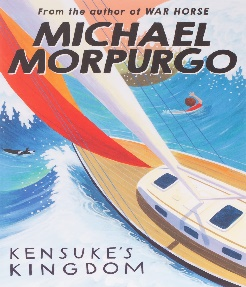 From the author of WAR HORSE
MICHAEL
MORPURGO
KENSUKE'S
KINGDOM